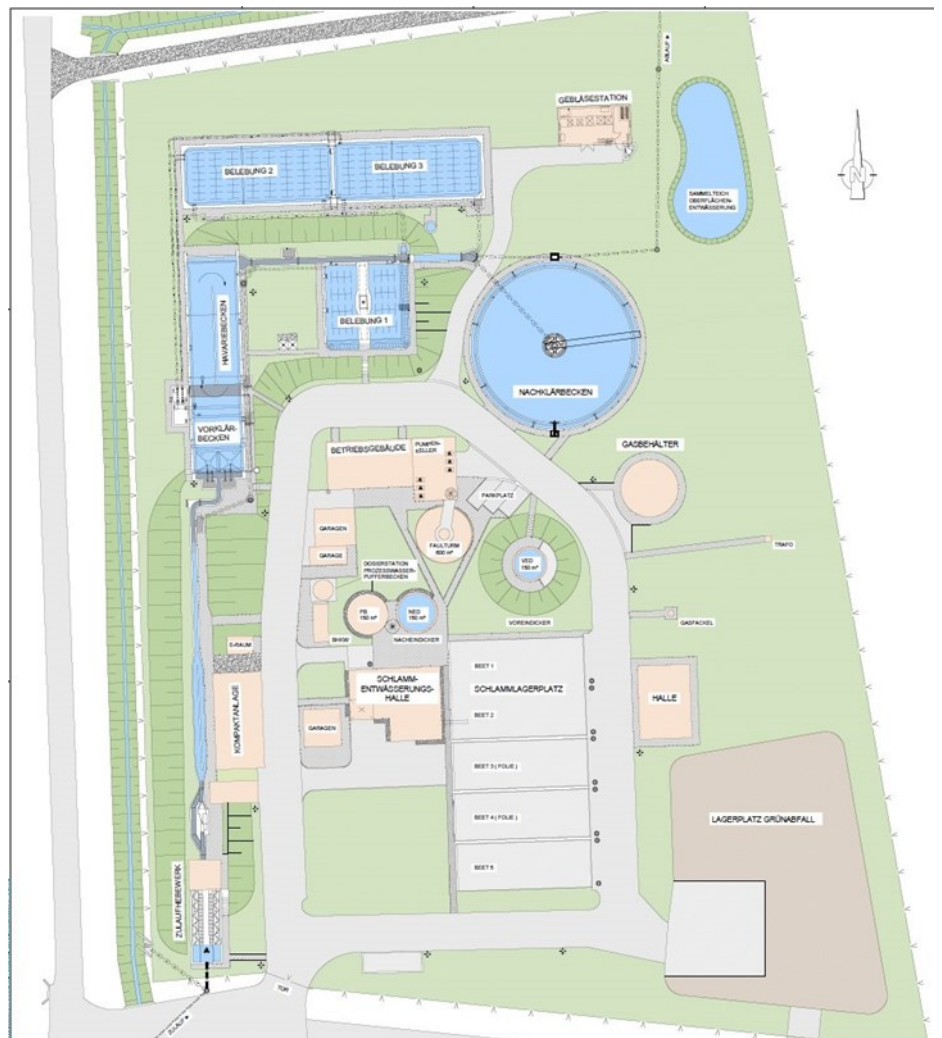 ABLAUF
GEBLÄSESTATION
BELEBUNG 2
BELEBUNG 3
N
SAMMELTEICH
OBERFLÄCHEN-
ENTWÄSSERUNG
HAVARIEBECKEN
BELEBUNG 1
NACHKLÄRBECKEN
VORKLÄR-
BECKEN
BETRIEBSGEBÄUDE
PUMPEN-
KELLER
GASBEHÄLTER
PARKPLATZ
GARAGEN
FAULTURM
600 m³
GARAGE
TRAFO
DOSIERSTATION
PROZESSWASSER-
PUFFERBECKEN
VED
150 m³
PB
150 m³
NED
150 m³
GASFACKEL
VOREINDICKER
BHKW
NACHEINDICKER
E-RAUM
BEET 1
SCHLAMM-
ENTWÄSSERUNGS-
HALLE
SCHLAMMLAGERPLATZ
HALLE
KOMPAKTANLAGE
BEET 2
GARAGEN
BEET 3 ( FOLIE )
BEET 4 ( FOLIE )
LAGERPLATZ GRÜNABFALL
BEET 5
ZULAUFHEBEWERK
TOR
ZULAUF